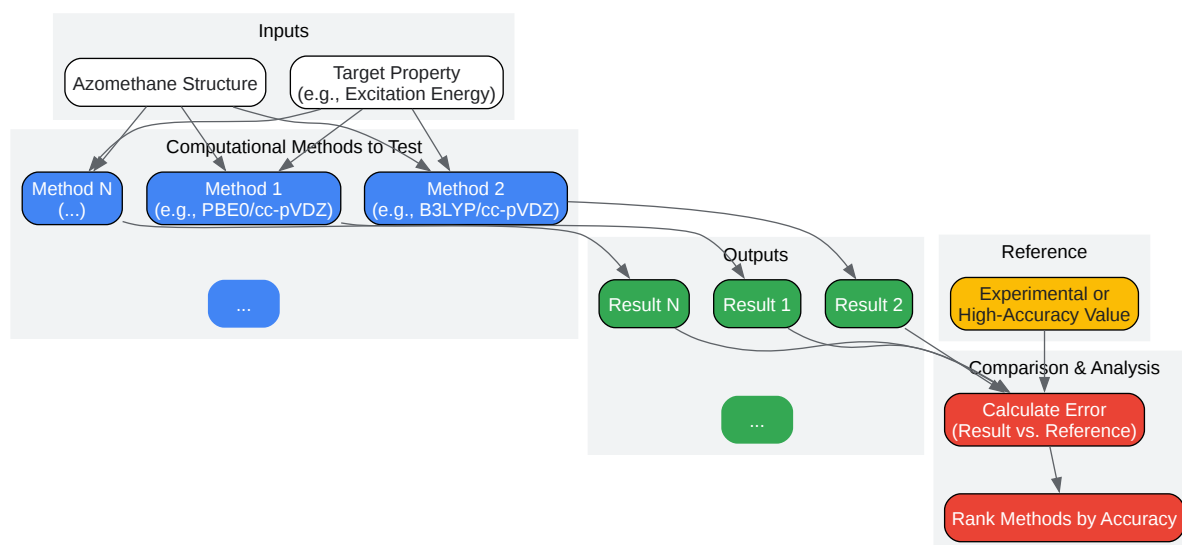 Inputs
Azomethane Structure
Target Property
(e.g., Excitation Energy)
Computational Methods to Test
Method N
(...)
Method 1
(e.g., PBE0/cc-pVDZ)
Method 2
(e.g., B3LYP/cc-pVDZ)
...
Outputs
Result N
Result 1
Result 2
...
Reference
Experimental or
High-Accuracy Value
Comparison & Analysis
Calculate Error
(Result vs. Reference)
Rank Methods by Accuracy